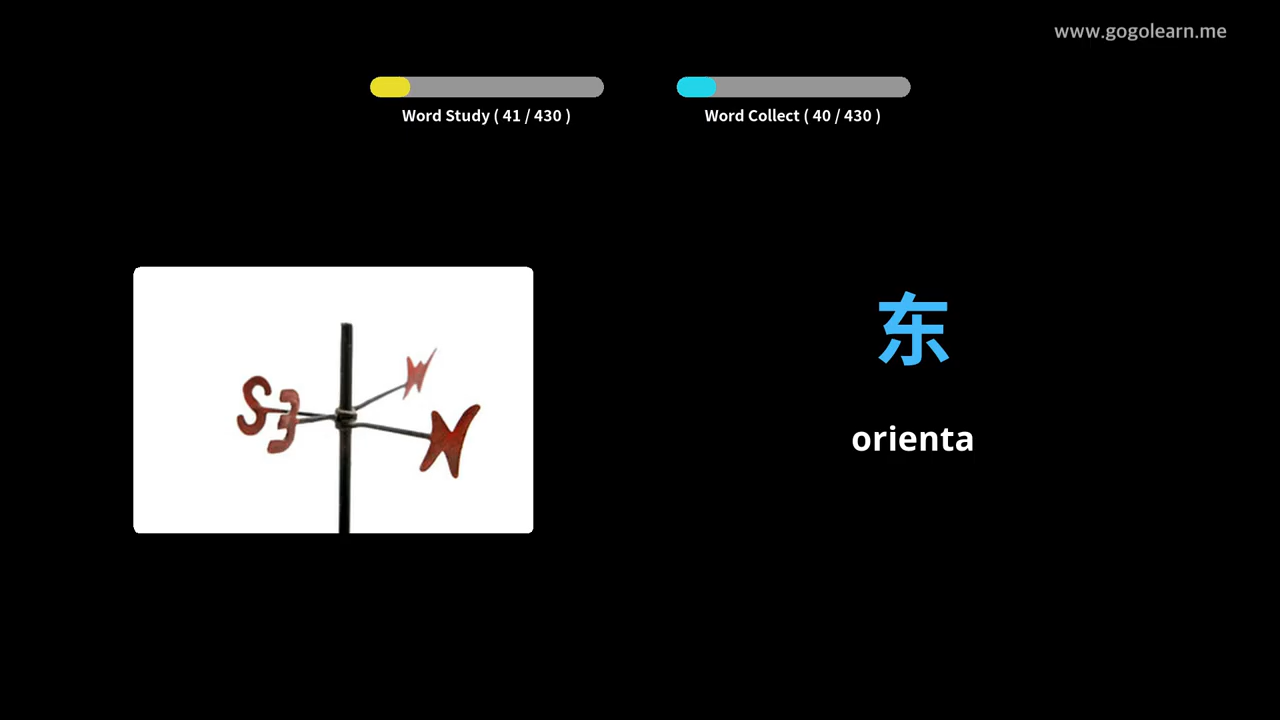 www.gogolearn.me
Word Study ( 41 / 430 )
Word Collect ( 40 / 430 )
东
orienta
S
E
N